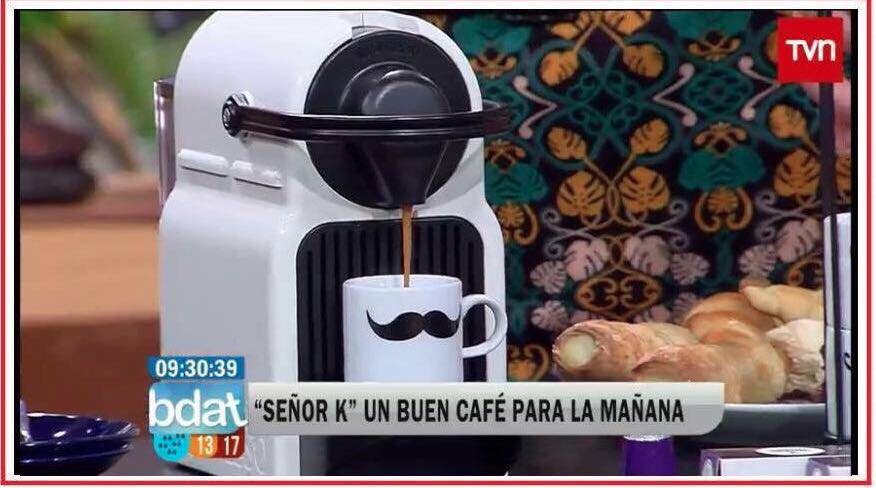 TVN
09:30:39
bdat
13 17
“SEÑOR K” UN BUEN CAFÉ PARA LA MAÑANA